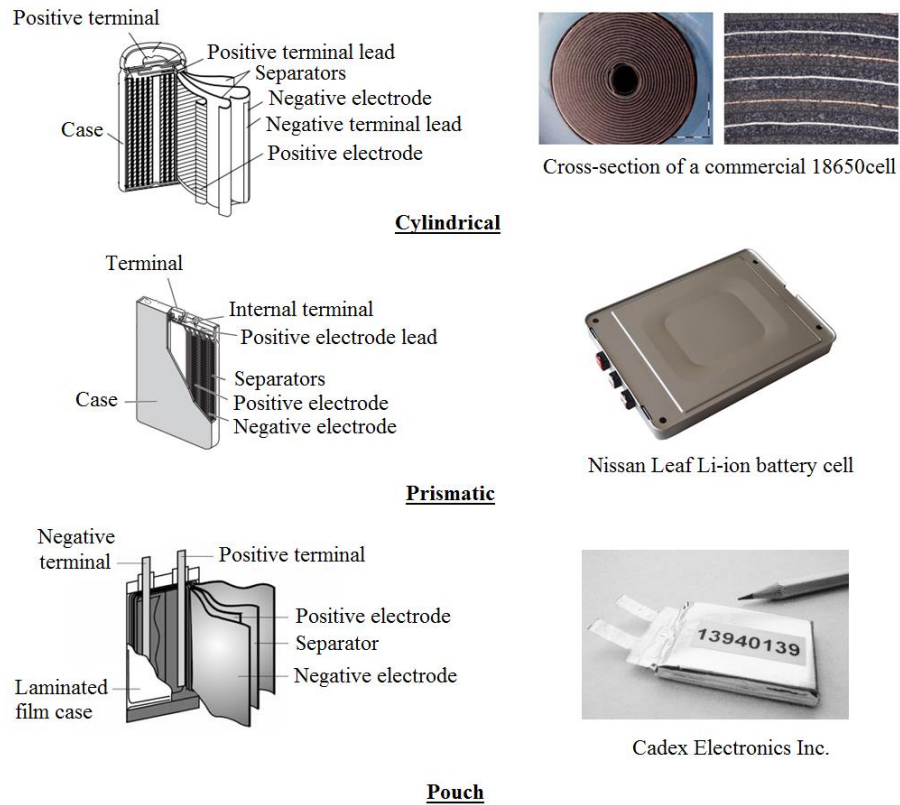 Positive terminal
Positive terminal lead
Separators
Negative electrode
Negative terminal lead
Positive electrode
Case
Cross-section of a commercial 18650cell
Cylindrical
Terminal
Internal terminal
Positive electrode lead
Separators
Positive electrode
Negative electrode
Case
Nissan Leaf Li-ion battery cell
Prismatic
Negative
terminal
Positive terminal
Positive electrode
Separator
Negative electrode
Laminated
film case
13940139
Cadex Electronics Inc.
Pouch